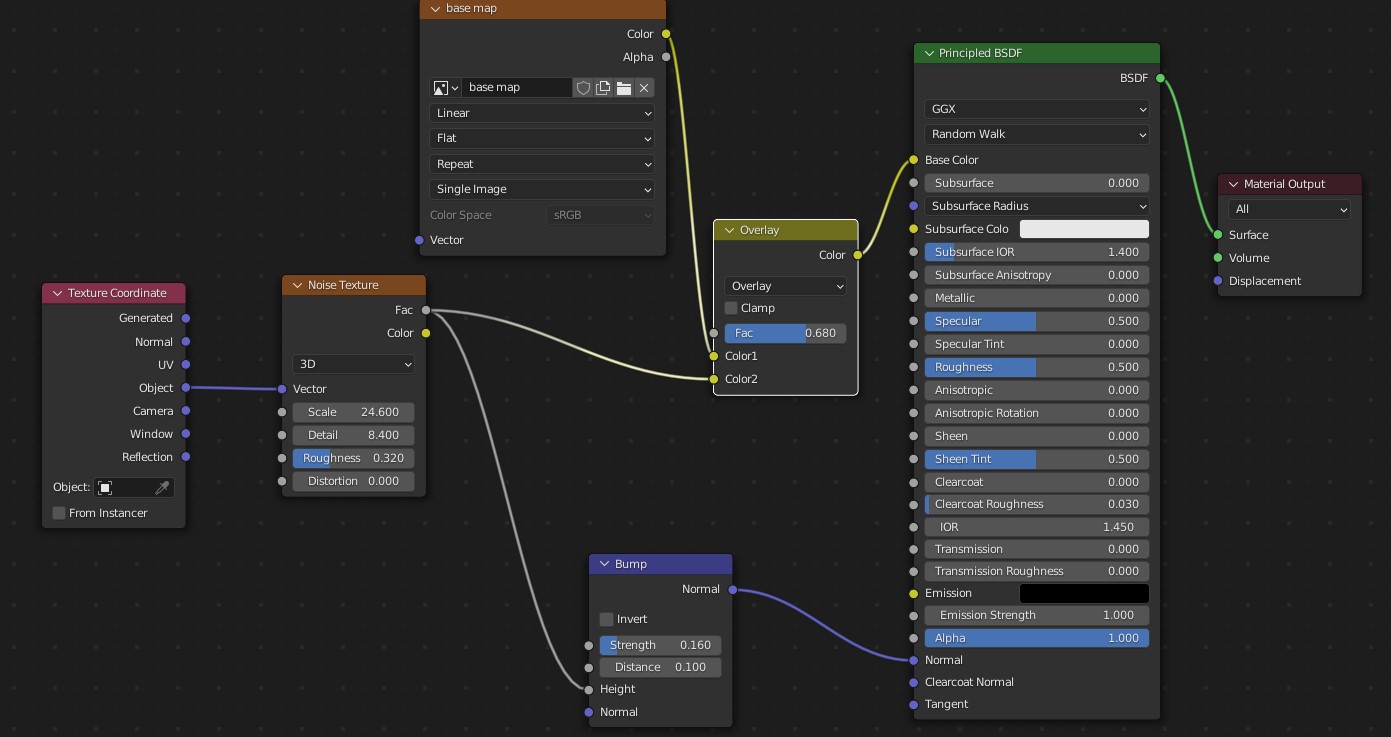 base map
Color
Alpha
base map
Linear
Flat
Repeat
Single Image
Color Space sRGB
Vector
Texture Coordinate
Generated
Normal
UV
Object
Camera
Window
Reflection
Object:
From Instancer
Noise Texture
Fac
Color
3D
Vector
Scale 24.600
Detail 8.400
Roughness 0.320
Distortion 0.000
Overlay
Color
Overlay
Clamp
Fac 0.680
Color1
Color2
Bump
Normal
Invert
Strength 0.160
Distance 0.100
Height
Normal
Principled BSDF
BSDF
GGX
Random Walk
Base Color
Subsurface 0.000
Subsurface Radius
Subsurface Colo
Subsurface IOR 1.400
Subsurface Anisotropy 0.000
Metallic 0.000
Specular 0.500
Specular Tint 0.000
Roughness 0.500
Anisotropic 0.000
Anisotropic Rotation 0.000
Sheen 0.000
Sheen Tint 0.500
Clearcoat 0.000
Clearcoat Roughness 0.030
IOR 1.450
Transmission 0.000
Transmission Roughness 0.000
Emission
Emission Strength 1.000
Alpha 1.000
Normal
Clearcoat Normal
Tangent
Material Output
All
Surface
Volume
Displacement